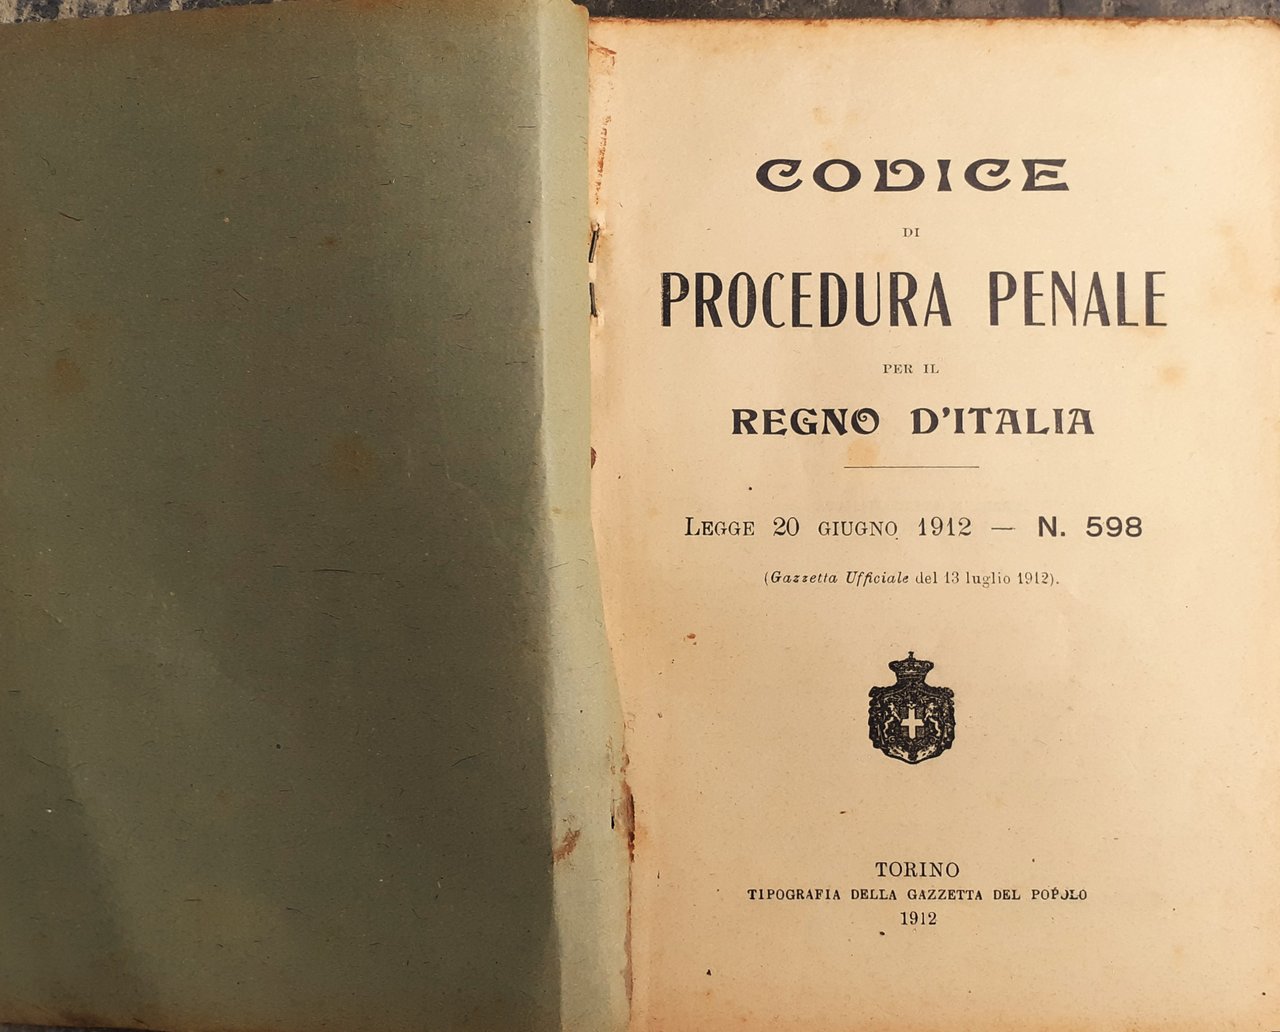 CODICE
DI
PROCEDURA PENALE
PER IL
REGNO D'ITALIA
LEGGE 20 GIUGNO 1912 — N. 598
(Gazzetta Ufficiale del 13 luglio 1912).
TORINO
TIPOGRAFIA DELLA GAZZETTA DEL POPOLO
1912